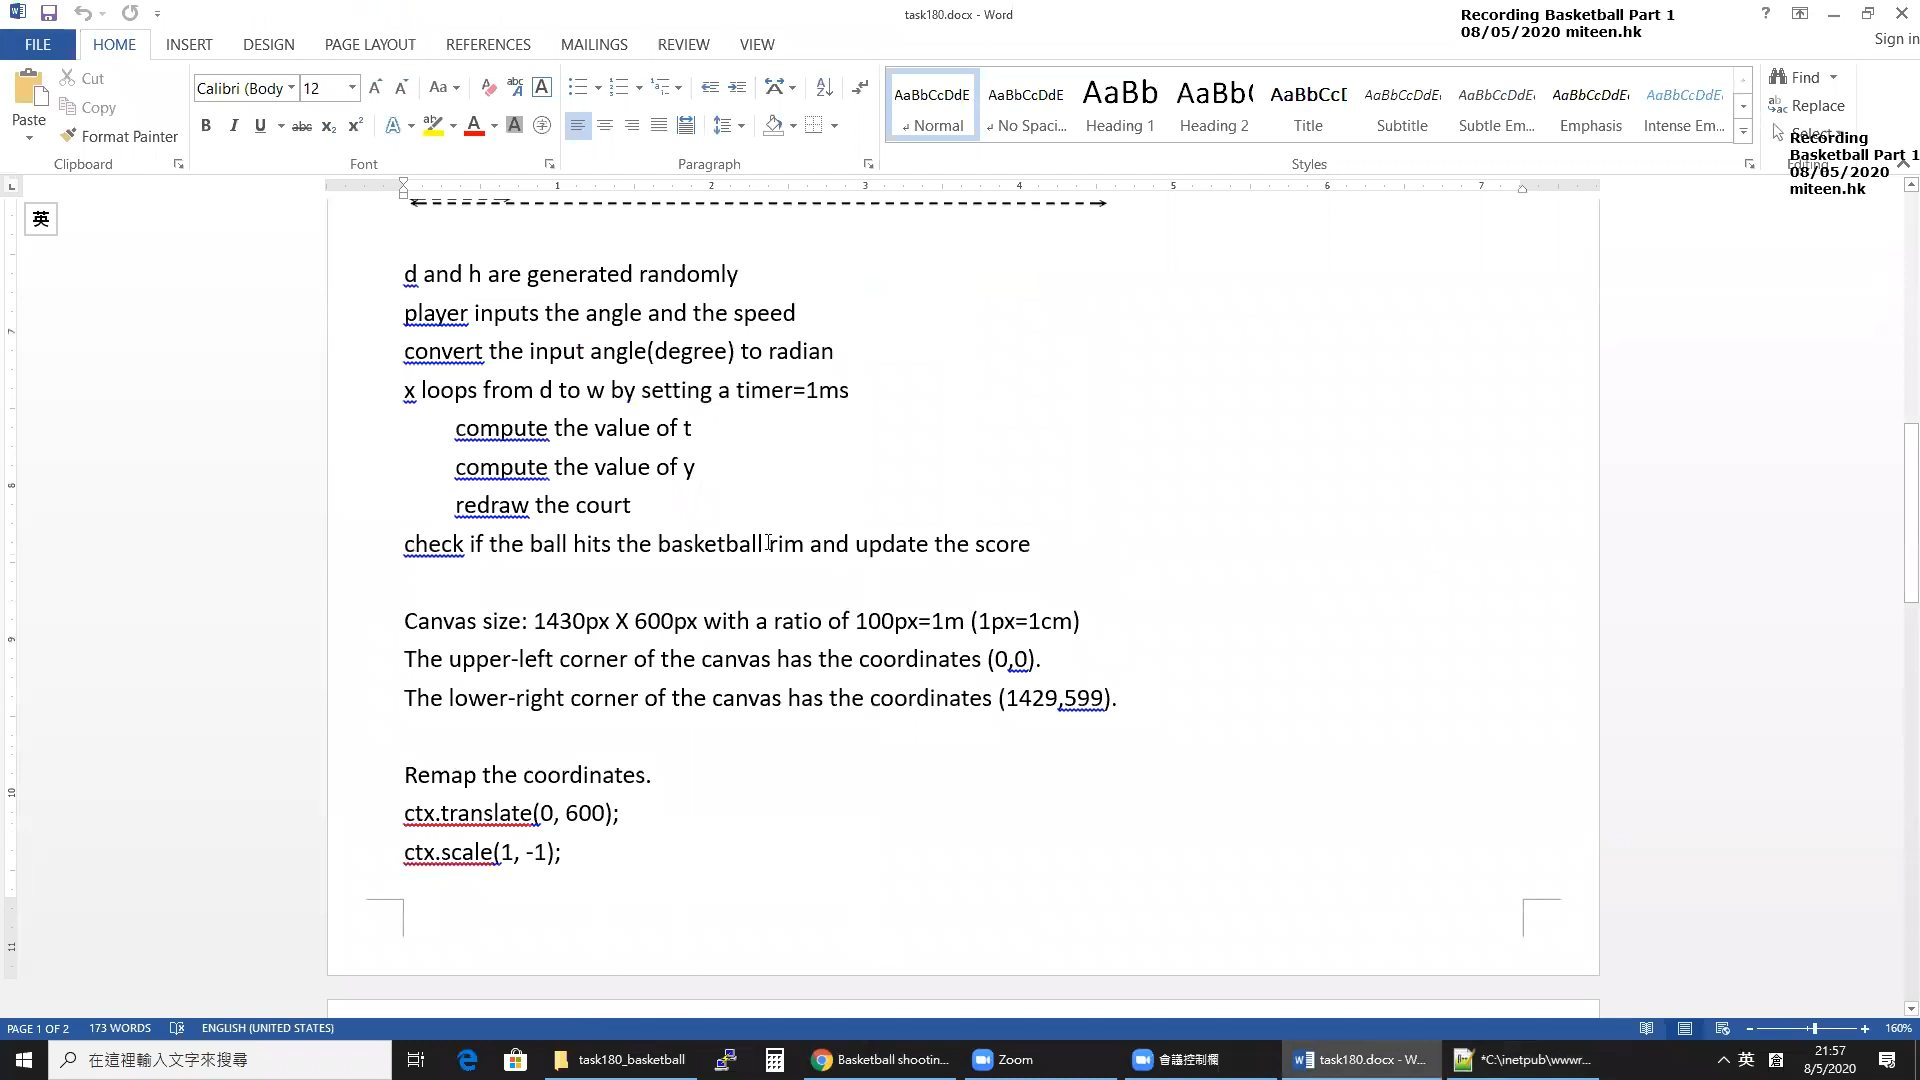 task180.docx - Word
Recording Basketball Part 1
08/05/2020 miteen.hk
Sign in
FILE HOME INSERT DESIGN PAGE LAYOUT REFERENCES MAILINGS REVIEW VIEW
Paste
Cut
Copy
Format Painter
Clipboard
Calibri (Body 12
Font
Paragraph
AaBbCcDdE AaBbCcDdE AaBb AaBb( AaBbCcI AaBbCcDdE AaBbCcDdE AaBbCcDdE AaBbCcDdE
Normal No Spaci... Heading 1 Heading 2 Title Subtitle Subtle Em... Emphasis Intense Em...
Styles
Find
Replace
Select
Editing
Recording
Basketball Part 1
08/05/2020
miteen.hk
1 2 3 4 5 6 7
英
d and h are generated randomly
player inputs the angle and the speed
convert the input angle(degree) to radian
x loops from d to w by setting a timer=1ms
compute the value of t
compute the value of y
redraw the court
check if the ball hits the basketball rim and update the score
Canvas size: 1430px X 600px with a ratio of 100px=1m (1px=1cm)
The upper-left corner of the canvas has the coordinates (0,0).
The lower-right corner of the canvas has the coordinates (1429,599).
Remap the coordinates.
ctx.translate(0, 600);
ctx.scale(1, -1);
PAGE 1 OF 2 173 WORDS ENGLISH (UNITED STATES) 160%
在這裡輸入文字來搜尋
task180_basketball
Basketball shootin...
Zoom
會議控制欄
task180.docx - W...
*C:\inetpub\wwwr...
英
21:57
8/5/2020